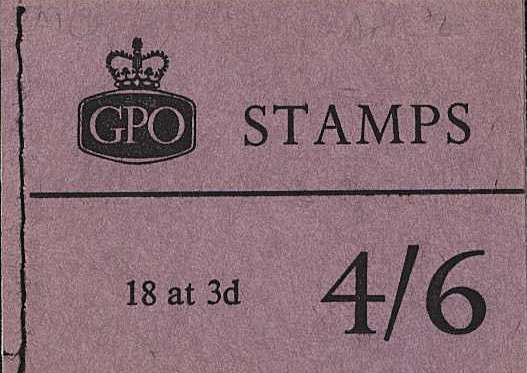 GPO
STAMPS
18 at 3d
4/6